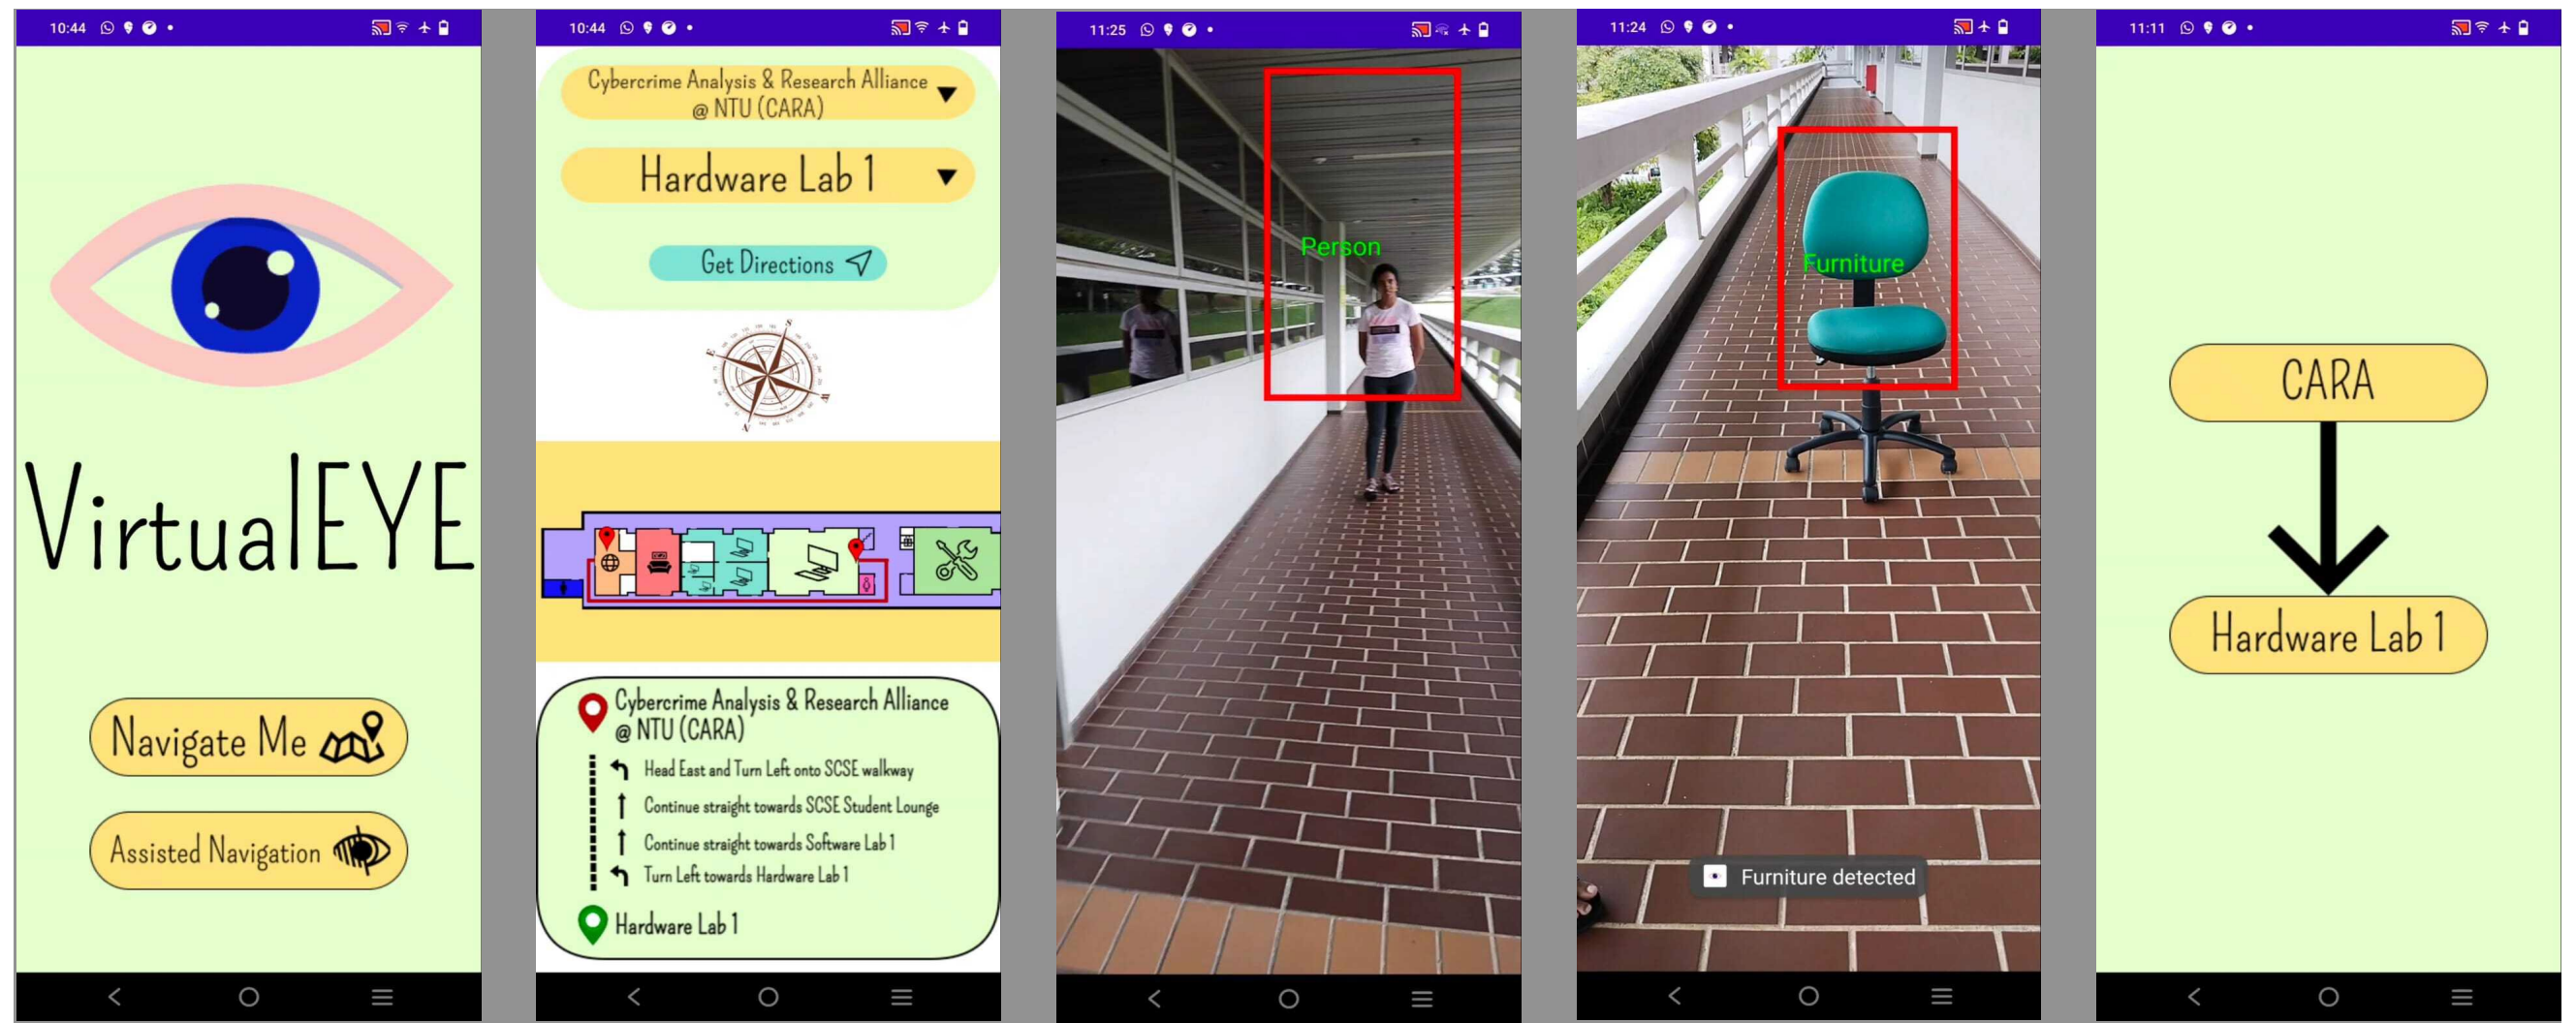 10:44
VirtualEYE
Navigate Me
Assisted Navigation
10:44
Cybercrime Analysis & Research Alliance
@ NTU (CARA)
Hardware Lab 1
Get Directions
S
E
W
N
Cybercrime Analysis & Research Alliance
@ NTU (CARA)
Head East and Turn Left onto SCSE walkway
Continue straight towards SCSE Student Lounge
Continue straight towards Software Lab 1
Turn Left towards Hardware Lab 1
Hardware Lab 1
11:25
Person
11:24
Furniture
Furniture detected
11:11
CARA
Hardware Lab 1